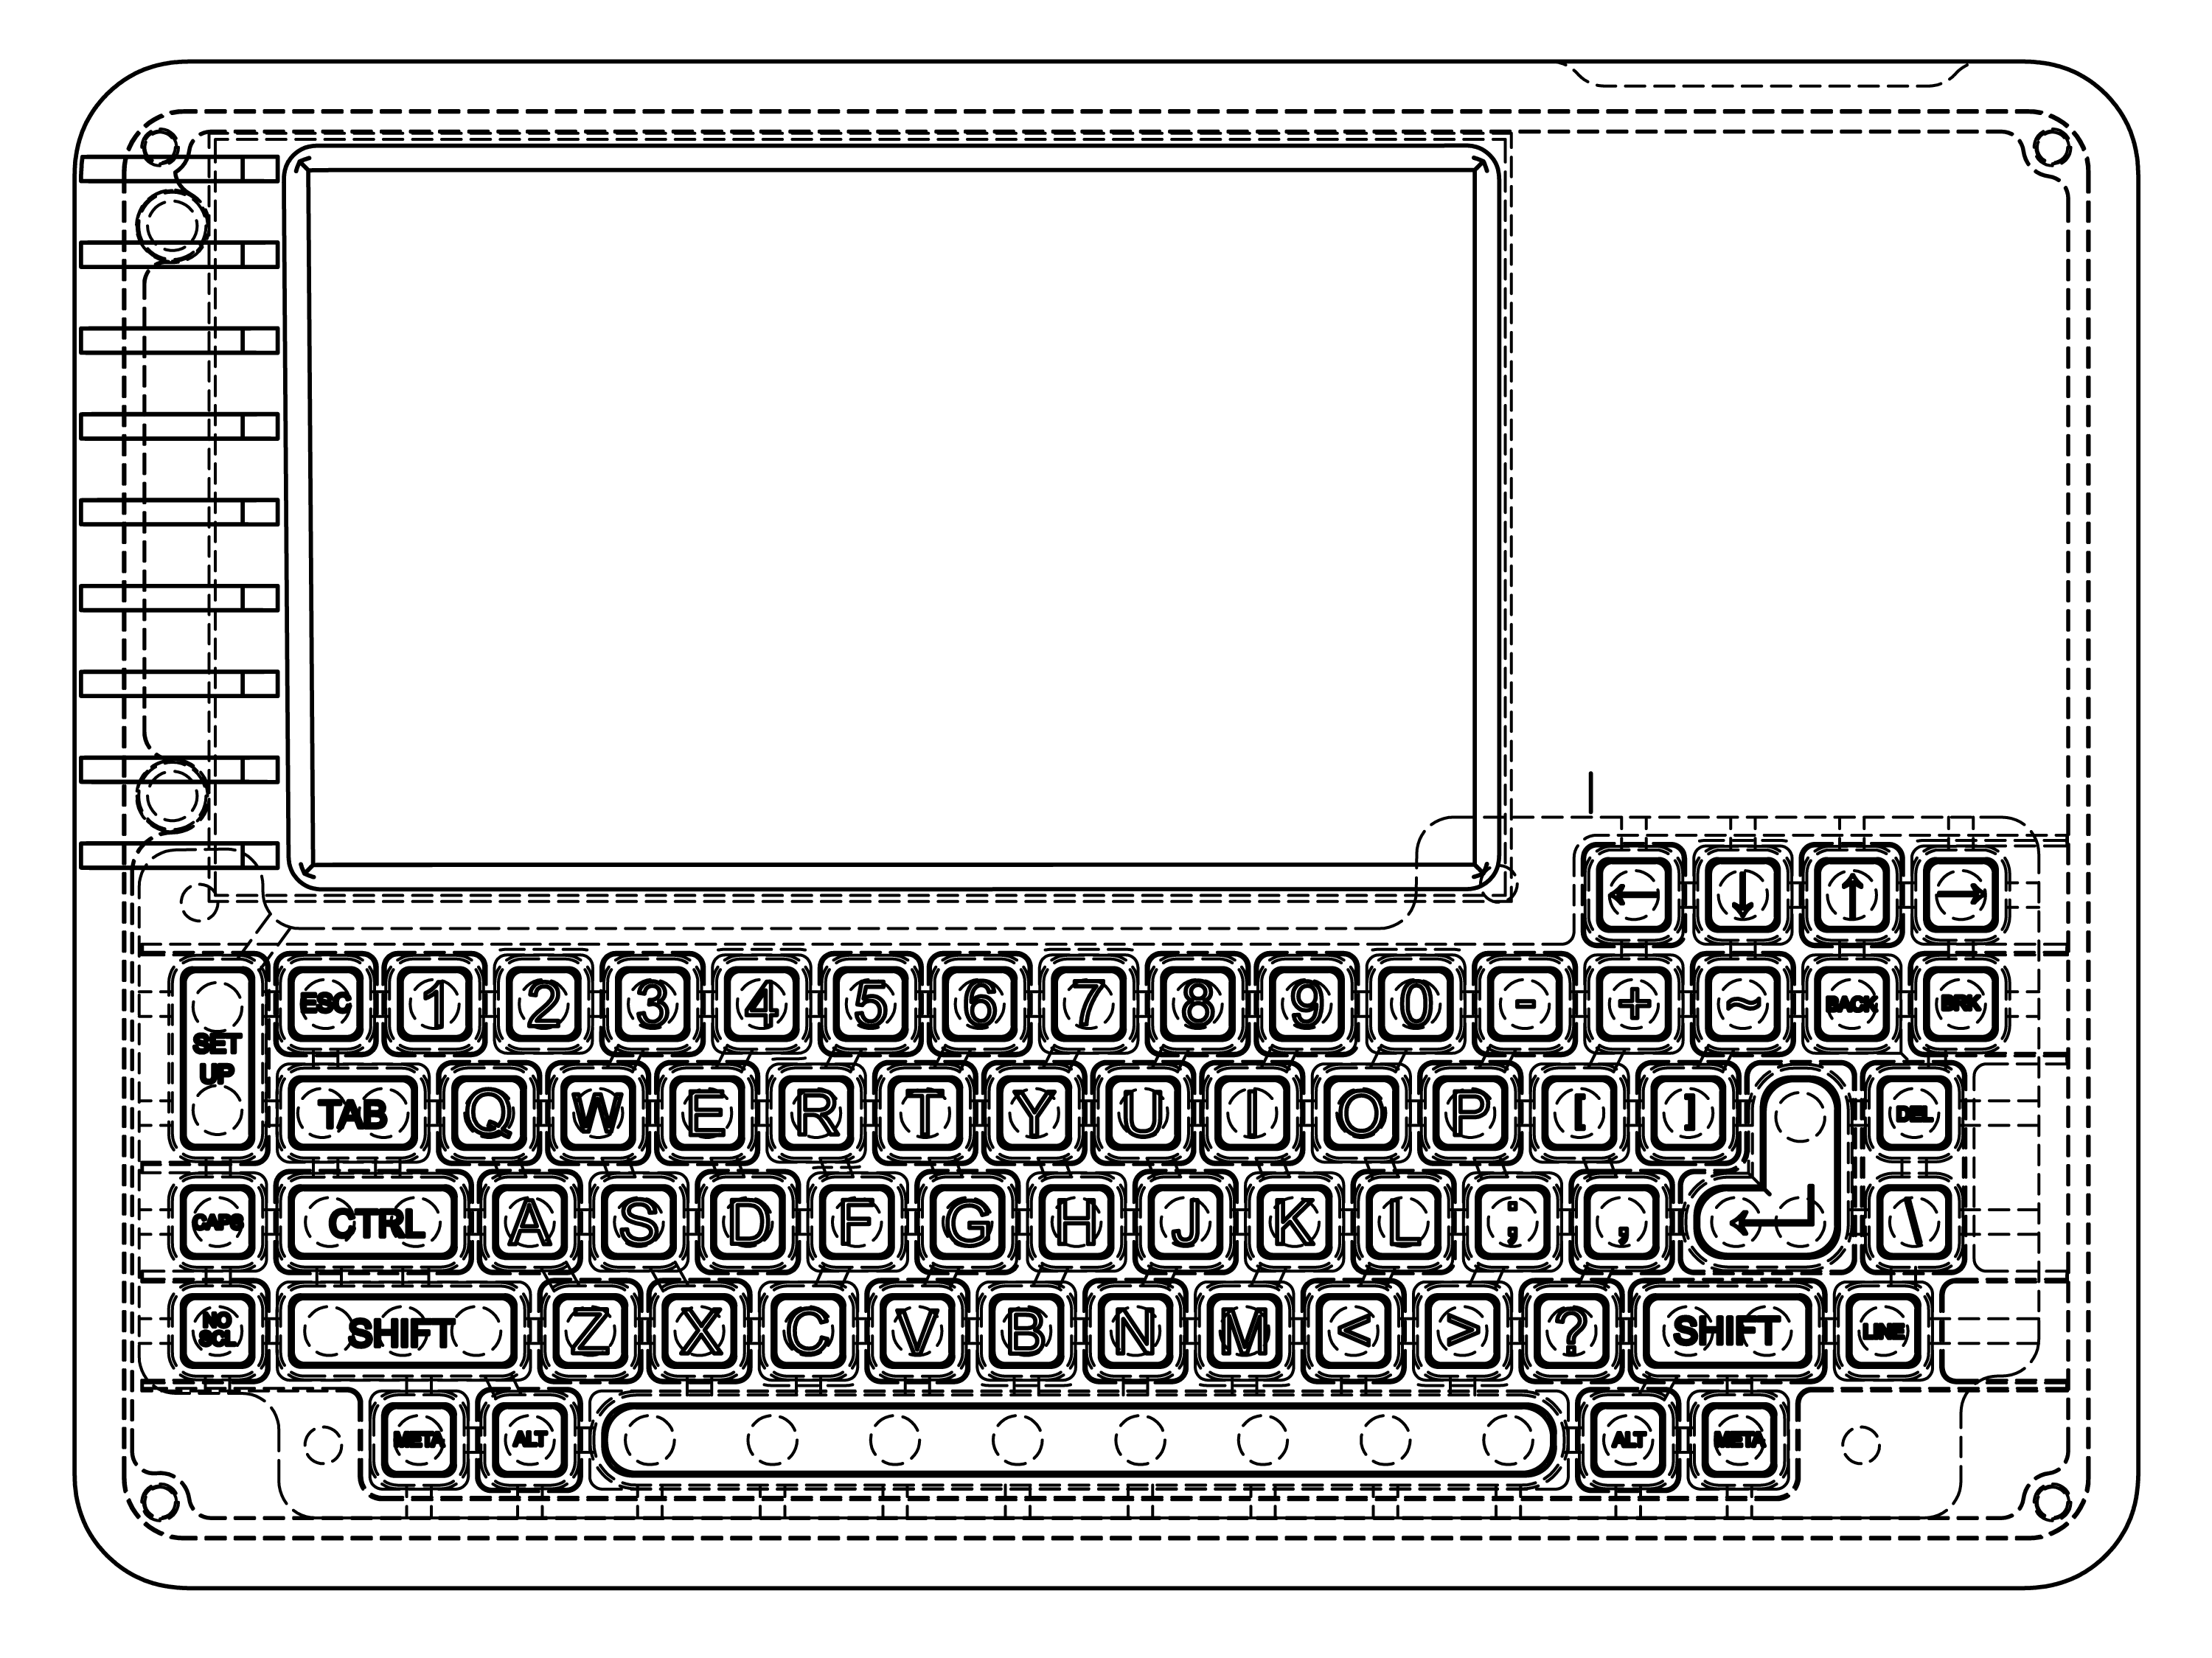 ← ↓ ↑ →
SET UP ESC 1 2 3 4 5 6 7 8 9 0 - + ≈ BACK BRK
TAB Q W E R T Y U I O P [ ] DEL
CAPS CTRL A S D F G H J K L ; , ← \
NO SCL SHIFT Z X C V B N M < > ? SHIFT LINE
META ALT ALT META